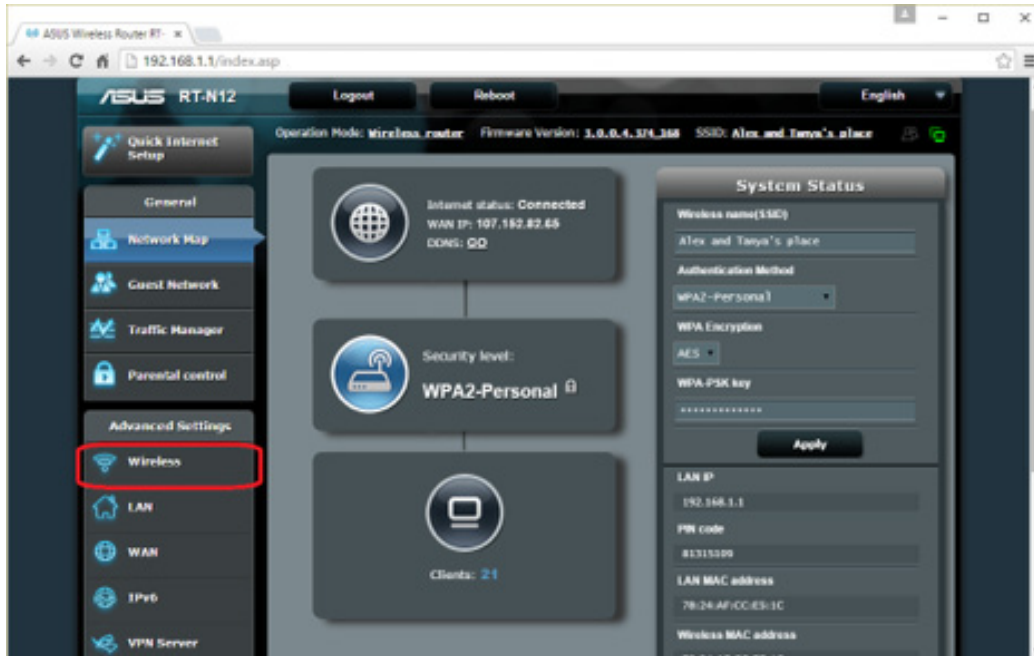 ASUS Wireless Router RT-
192.168.1.1/index.asp
ASUS RT-N12
Logout
Reboot
English
Quick Internet
Setup
Operation Mode: Wireless router Firmware Version: 3.0.0.4.374_168 SSID: Alex and Tanya's place
General
Network Map
Guest Network
Traffic Manager
Parental control
Advanced Settings
Wireless
LAN
WAN
IPv6
VPN Server
Internet status: Connected
WAN IP: 107.152.82.65
DDNS: GO
Security level:
WPA2-Personal
Clients: 21
System Status
Wireless name(SSID)
Alex and Tanya's place
Authentication Method
WPA2-Personal
WPA Encryption
AES
WPA-PSK key
*************
Apply
LAN IP
192.168.1.1
PIN code
81315109
LAN MAC address
78:24:AF:CC:E5:1C
Wireless MAC address